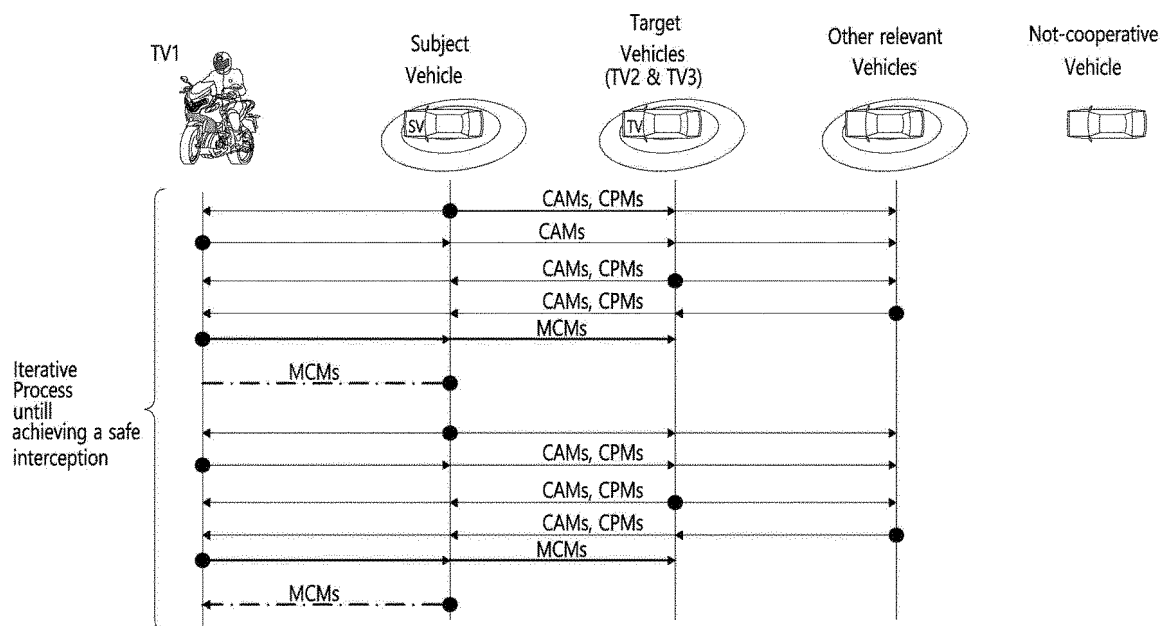 TV1
Subject
Vehicle
Target
Vehicles
(TV2 & TV3)
Other relevant
Vehicles
Not-cooperative
Vehicle
SV
TV
CAMs, CPMs
CAMs
CAMs, CPMs
CAMs, CPMs
MCMs
MCMs
Iterative
Process
untill
achieving a safe
interception
CAMs, CPMs
CAMs, CPMs
CAMs, CPMs
MCMs
MCMs